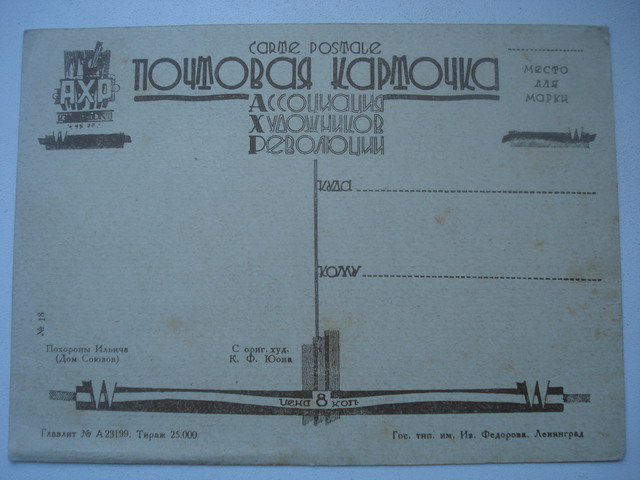 CARTE POSTALE
ПОЧТОВАЯ КАРТОЧКА
АССОЦИАЦИЯ
ХУДОЖНИКОВ
РЕВОЛЮЦИИ
АХР
МЕСТО
ДЛЯ
МАРКИ
КУДА
КОМУ
№ 18
Похороны Ильича
(Дом Союзов)
С ориг. худ.
К. Ф. Юона
ЦЕНА 8 КОП
Главлит № А 23199. Тираж 25.000
Гос. тип. им. Ив. Федорова. Ленинград